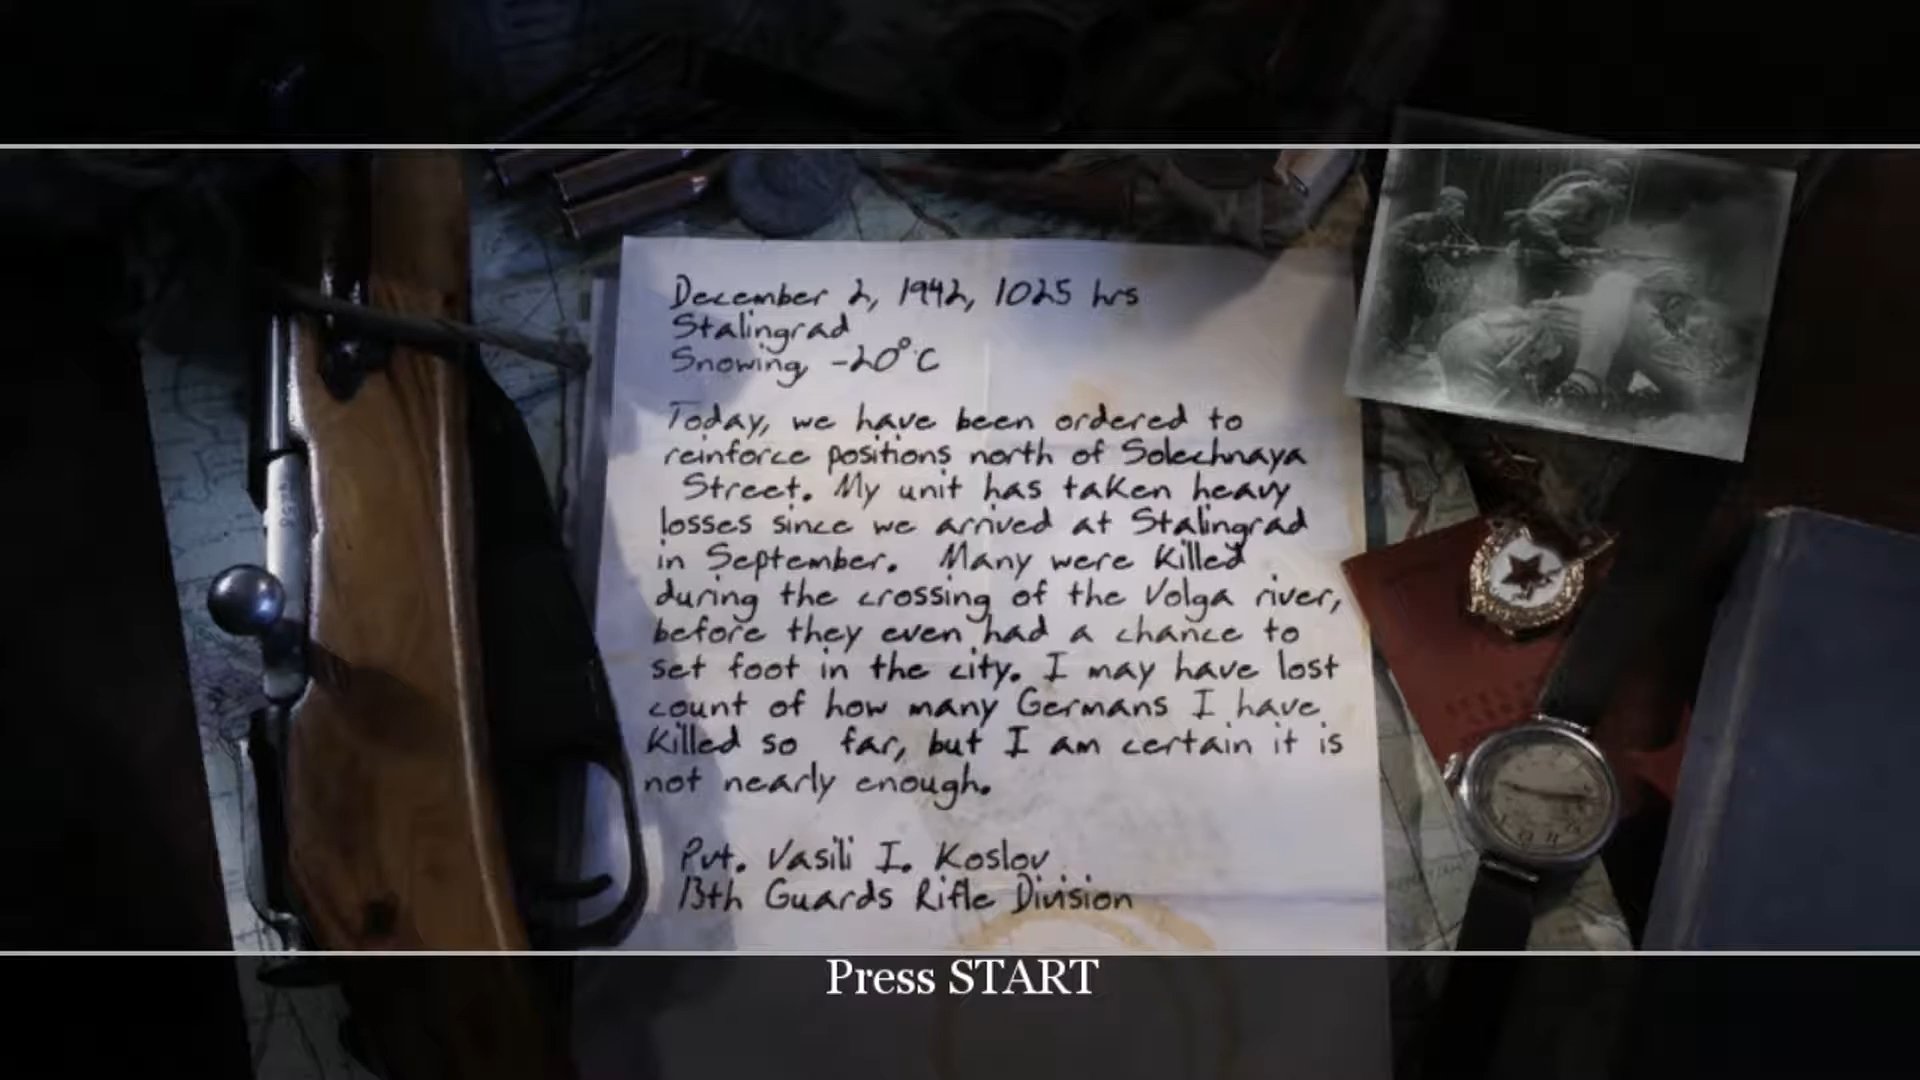 December 2, 1942, 1025 hrs
Stalingrad
Snowing, -20°C
Today, we have been ordered to
reinforce positions north of Solechnaya
Street. My unit has taken heavy
losses since we arrived at Stalingrad
in September. Many were killed
during the crossing of the Volga river,
before they even had a chance to
set foot in the city. I may have lost
count of how many Germans I have
killed so far, but I am certain it is
not nearly enough.
Pvt. Vasili I. Koslov
13th Guards Rifle Division
Press START